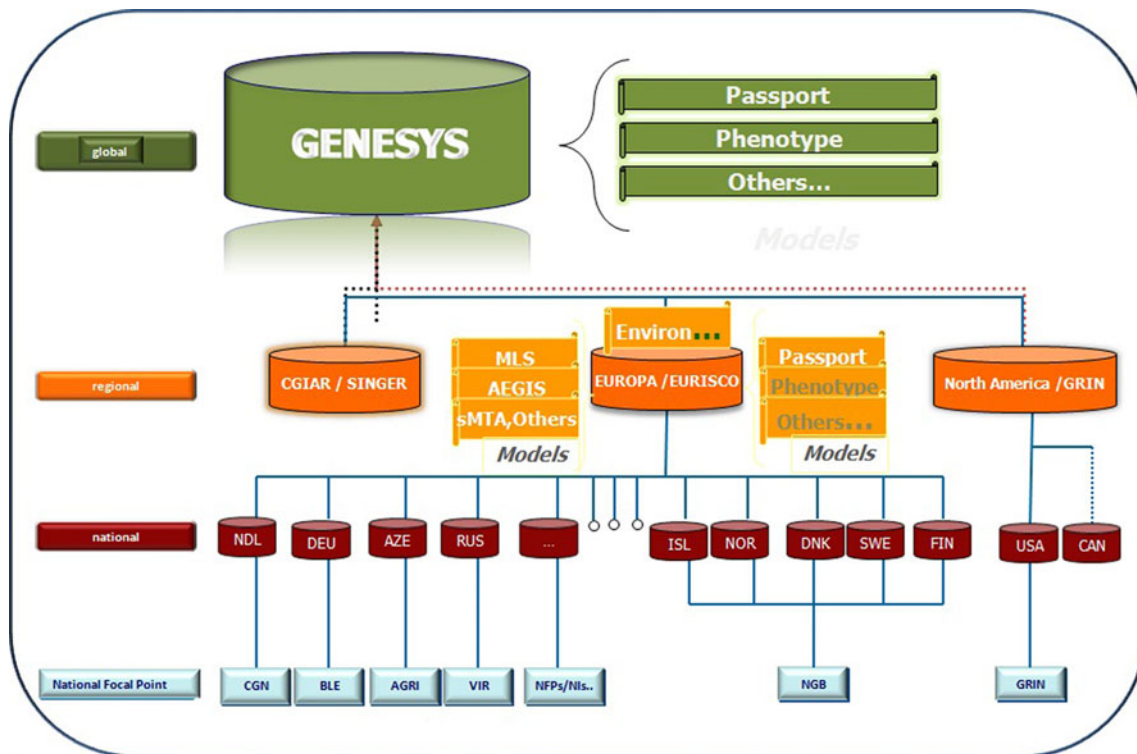 GENESYS
Passport
Phenotype
Others...
global
Models
Environ...
MLS
AEGIS
sMTA,Others
Models
regional
CGIAR / SINGER
EUROPA /EURISCO
Passport
Phenotype
Others...
Models
North America /GRIN
national
NDL
DEU
AZE
RUS
...
ISL
NOR
DNK
SWE
FIN
USA
CAN
National Focal Point
CGN
BLE
AGRI
VIR
NFPs/NIs..
NGB
GRIN